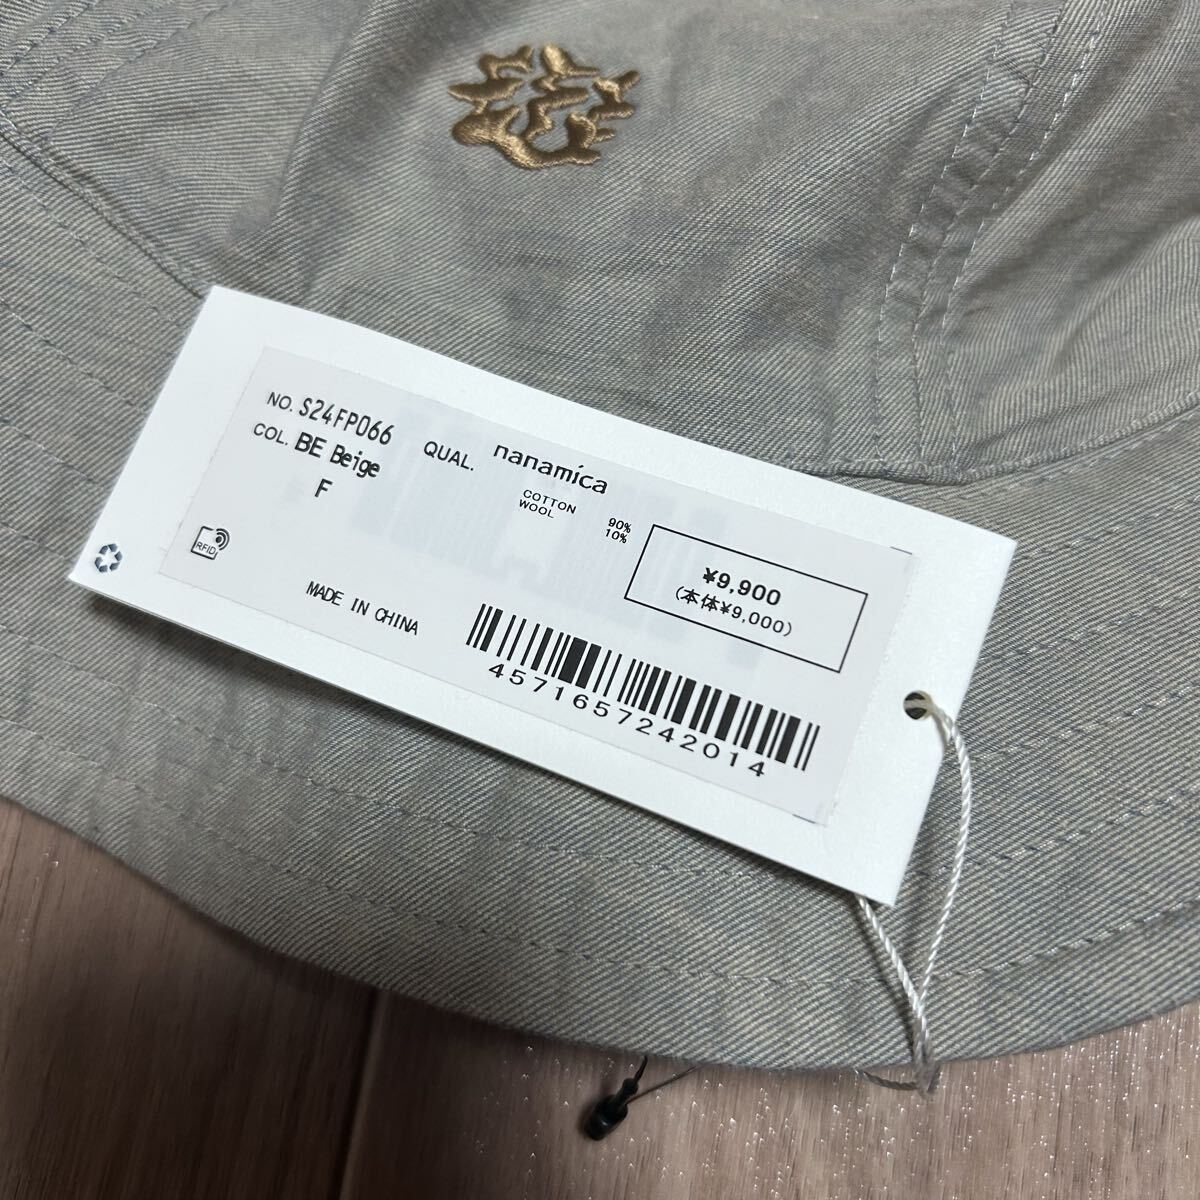 NO. S24FP066
COL. BE Beige
F
QUAL.
nanamica
COTTON 90%
WOOL 10%
RFID
MADE IN CHINA
¥9,900
(本体¥9,000)
4571657242014